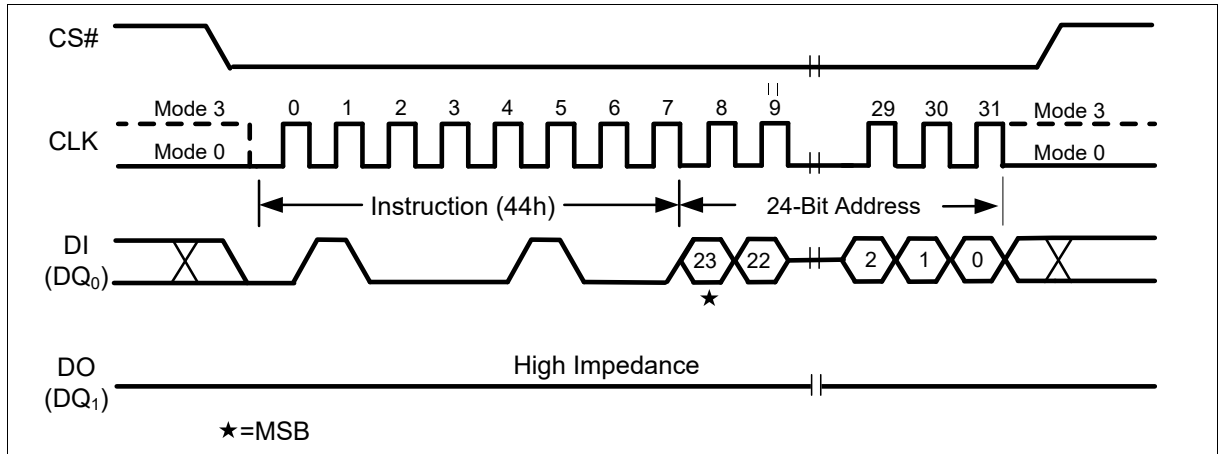 CS#
Mode 3 0 1 2 3 4 5 6 7 8 9 29 30 31 Mode 3
CLK
Mode 0 Mode 0
Instruction (44h) 24-Bit Address
DI
(DQ0) 23 22 2 1 0
★
DO High Impedance
(DQ1)
★=MSB